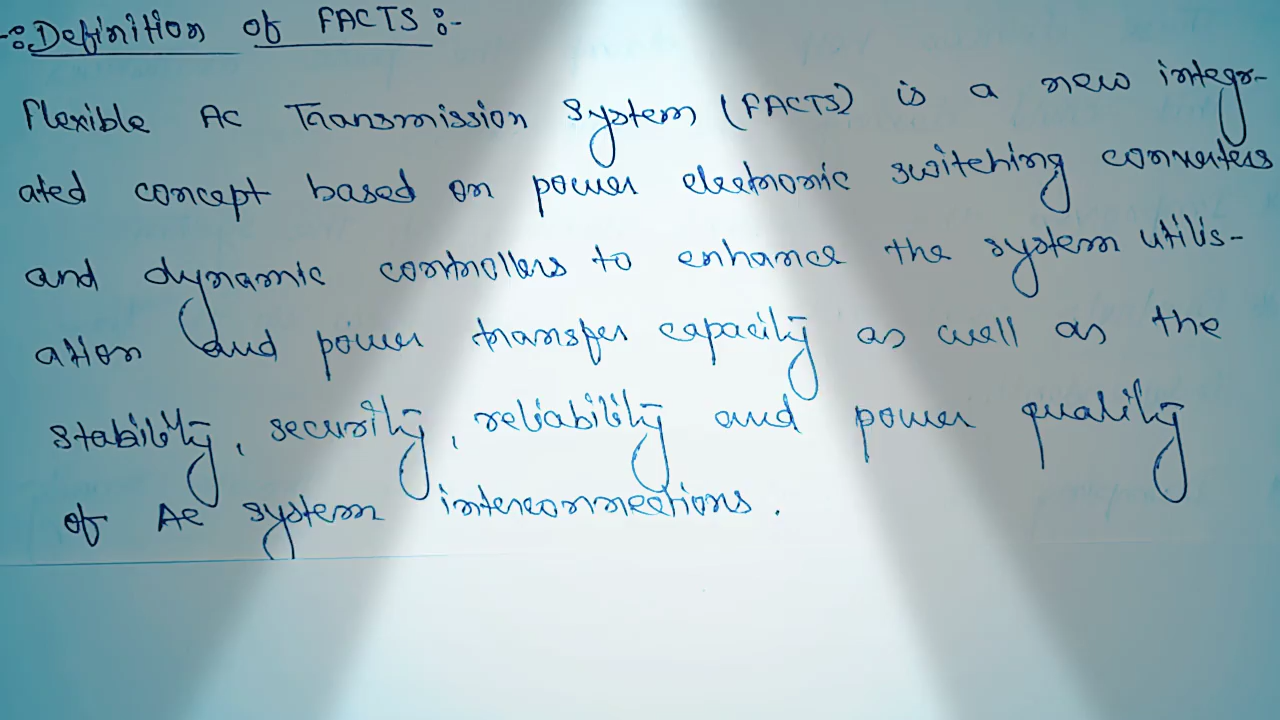 -:Definition of FACTS:-
Flexible AC Transmission System (FACTS) is a new integr-
ated concept based on power electronic switching converters
and dynamic controllers to enhance the system utilis-
ation and power transfer capacity as well as the
stability, security, reliability and power quality
of AC system interconnections.